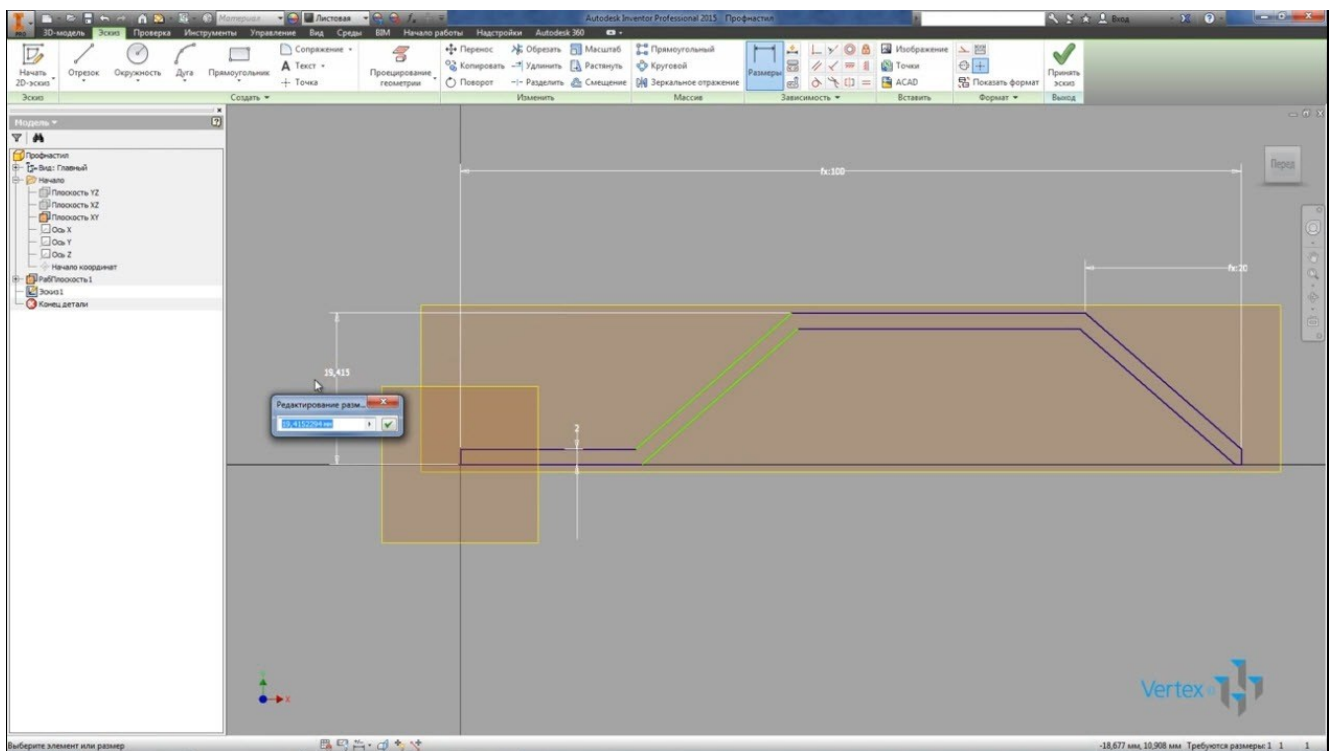 Материал
Листовая
Autodesk Inventor Professional 2015 Профнастил
Вход
PRO
3D-модель Эскиз Проверка Инструменты Управление Вид Среды BIM Начало работы Надстройки Autodesk 360
Начать 2D-эскиз
Отрезок Окружность Дуга Прямоугольник
Сопряжение
A Текст
Точка
Проецирование геометрии
Перенос Обрезать Масштаб
Копировать Удлинить Растянуть
Поворот Разделить Смещение
Прямоугольный
Круговой
Зеркальное отражение
Размеры
Изображение
Точки
ACAD
Показать формат
Принять эскиз
Эскиз Создать Изменить Массив Зависимость Вставить Формат Выход
Модель
Профнастил
Вид: Главный
Начало
Плоскость YZ
Плоскость XZ
Плоскость XY
Ось X
Ось Y
Ось Z
Начало координат
РабПлоскость1
Эскиз1
Конец детали
Перед
fx:100
fx:20
19,415
Редактирование разм...
19,4152294 мм
2
X
Vertex
Выберите элемент или размер
-18,677 мм, 10,908 мм Требуются размеры: 1 1 1